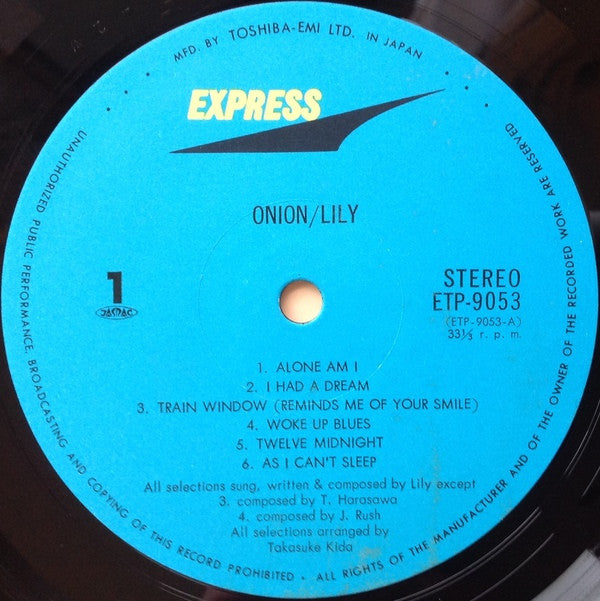 MFD. BY TOSHIBA-EMI LTD. IN JAPAN
EXPRESS
ONION/LILY
1
JASRAC
STEREO
ETP-9053
(ETP-9053-A)
33⅓ r. p. m.
1. ALONE AM I
2. I HAD A DREAM
3. TRAIN WINDOW (REMINDS ME OF YOUR SMILE)
4. WOKE UP BLUES
5. TWELVE MIDNIGHT
6. AS I CAN'T SLEEP
All selections sung, written & composed by Lily except
3. composed by T. Harasawa
4. composed by J. Rush
All selections arranged by
Takasuke Kida
UNAUTHORIZED PUBLIC PERFORMANCE, BROADCASTING AND COPYING OF THIS RECORD PROHIBITED • ALL RIGHTS OF THE MANUFACTURER AND OF THE OWNER OF THE RECORDED WORK ARE RESERVED